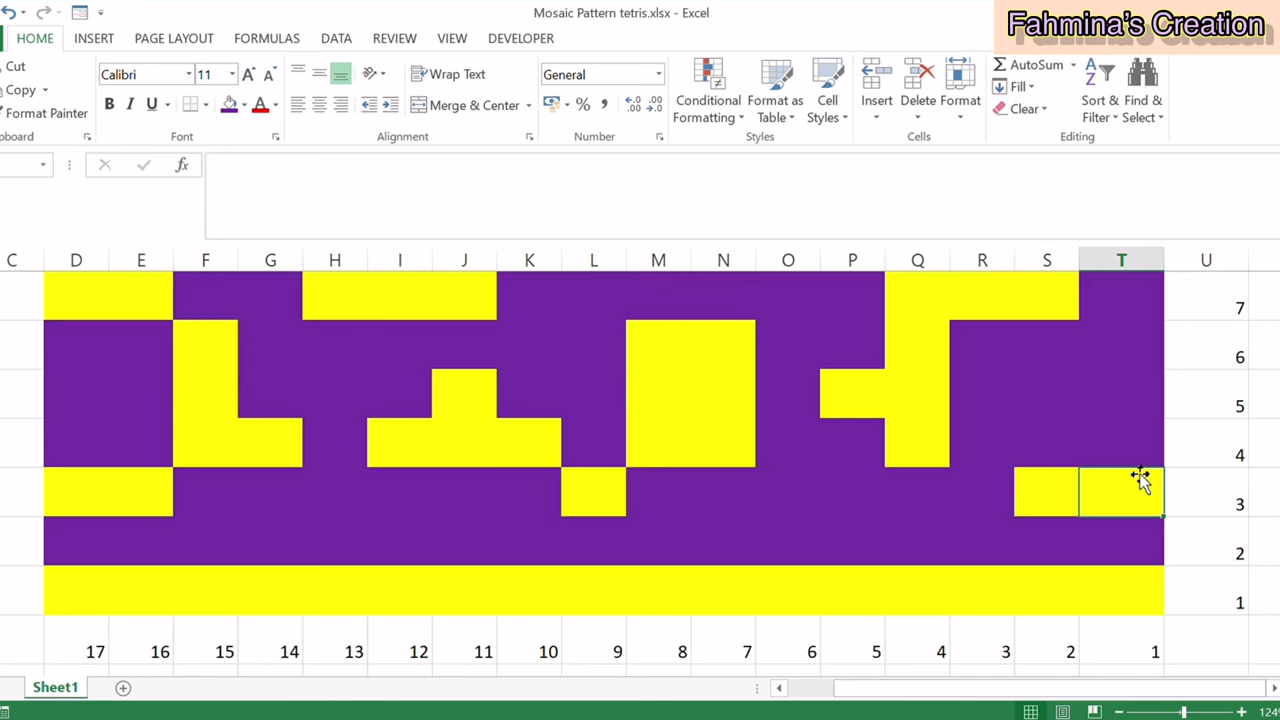 Mosaic Pattern tetris.xlsx - Excel
Fahmina's Creation
HOME INSERT PAGE LAYOUT FORMULAS DATA REVIEW VIEW DEVELOPER
Cut
Copy
Format Painter
Calibri 11
B I U
Wrap Text
Merge & Center
General
%
Conditional Formatting
Format as Table
Cell Styles
Insert
Delete
Format
AutoSum
Fill
Clear
Sort & Filter
Find & Select
pboard Font Alignment Number Styles Cells Editing
fx
C D E F G H I J K L M N O P Q R S T U
7
6
5
4
3
2
1
17 16 15 14 13 12 11 10 9 8 7 6 5 4 3 2 1
Sheet1
124%